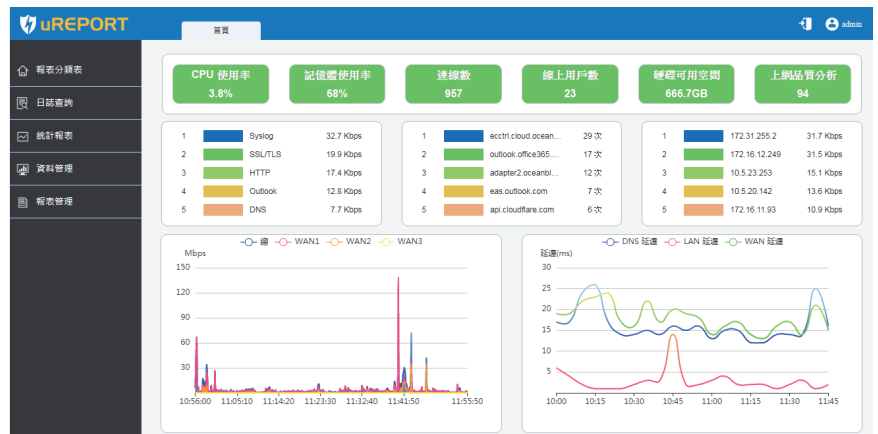 uREPORT
首頁
admin
報表分類表
日誌查詢
統計報表
資料管理
報表管理
CPU 使用率
3.8%
記憶體使用率
68%
連線數
957
線上用戶數
23
硬碟可用空間
666.7GB
上網品質分析
94
1 Syslog 32.7 Kbps
2 SSL/TLS 19.9 Kbps
3 HTTP 17.4 Kbps
4 Outlook 12.8 Kbps
5 DNS 7.7 Kbps
1 ecctrl.cloud.ocean... 29 次
2 outlook.office365.... 17 次
3 adapter2.oceanbl... 12 次
4 eas.outlook.com 7 次
5 api.cloudflare.com 6 次
1 172.31.255.2 31.7 Kbps
2 172.16.12.249 31.5 Kbps
3 10.5.23.253 15.1 Kbps
4 10.5.20.142 13.6 Kbps
5 172.16.11.93 10.9 Kbps
總 WAN1 WAN2 WAN3
Mbps
150
120
90
60
30
10:56:00 11:05:10 11:14:20 11:23:30 11:32:40 11:41:50 11:55:50
DNS 延遲 LAN 延遲 WAN 延遲
延遲(ms)
30
25
20
15
10
5
10:00 10:15 10:30 10:45 11:00 11:15 11:30 11:45